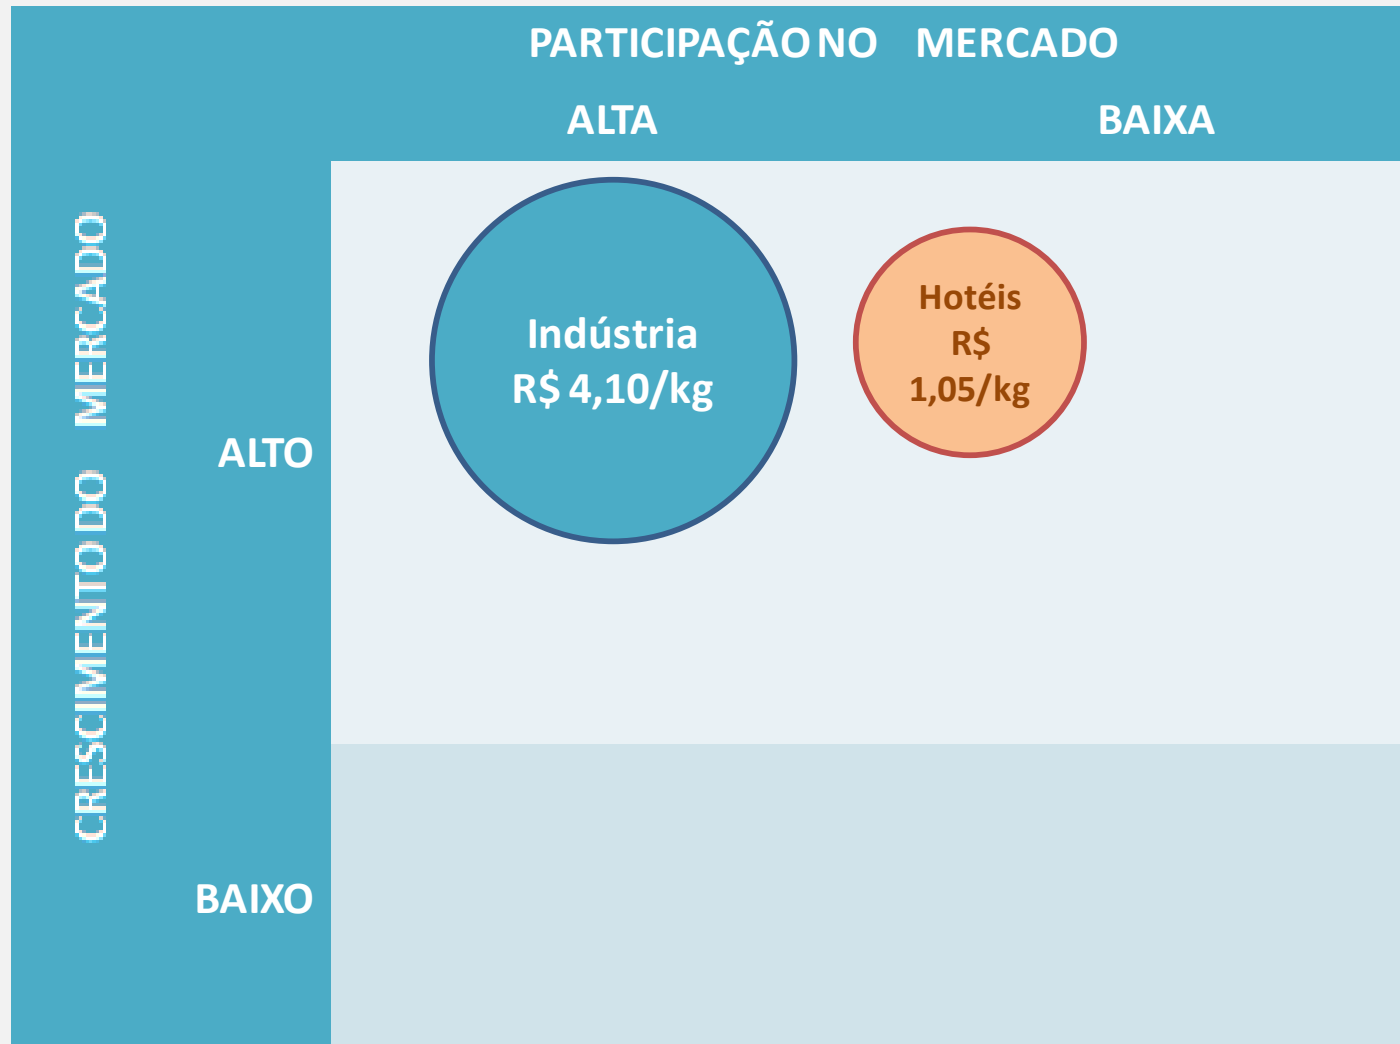 PARTICIPAÇÃO NO MERCADO
ALTA
BAIXA
CRESCIMENTO DO MERCADO
ALTO
Indústria
R$ 4,10/kg
Hotéis
R$
1,05/kg
BAIXO